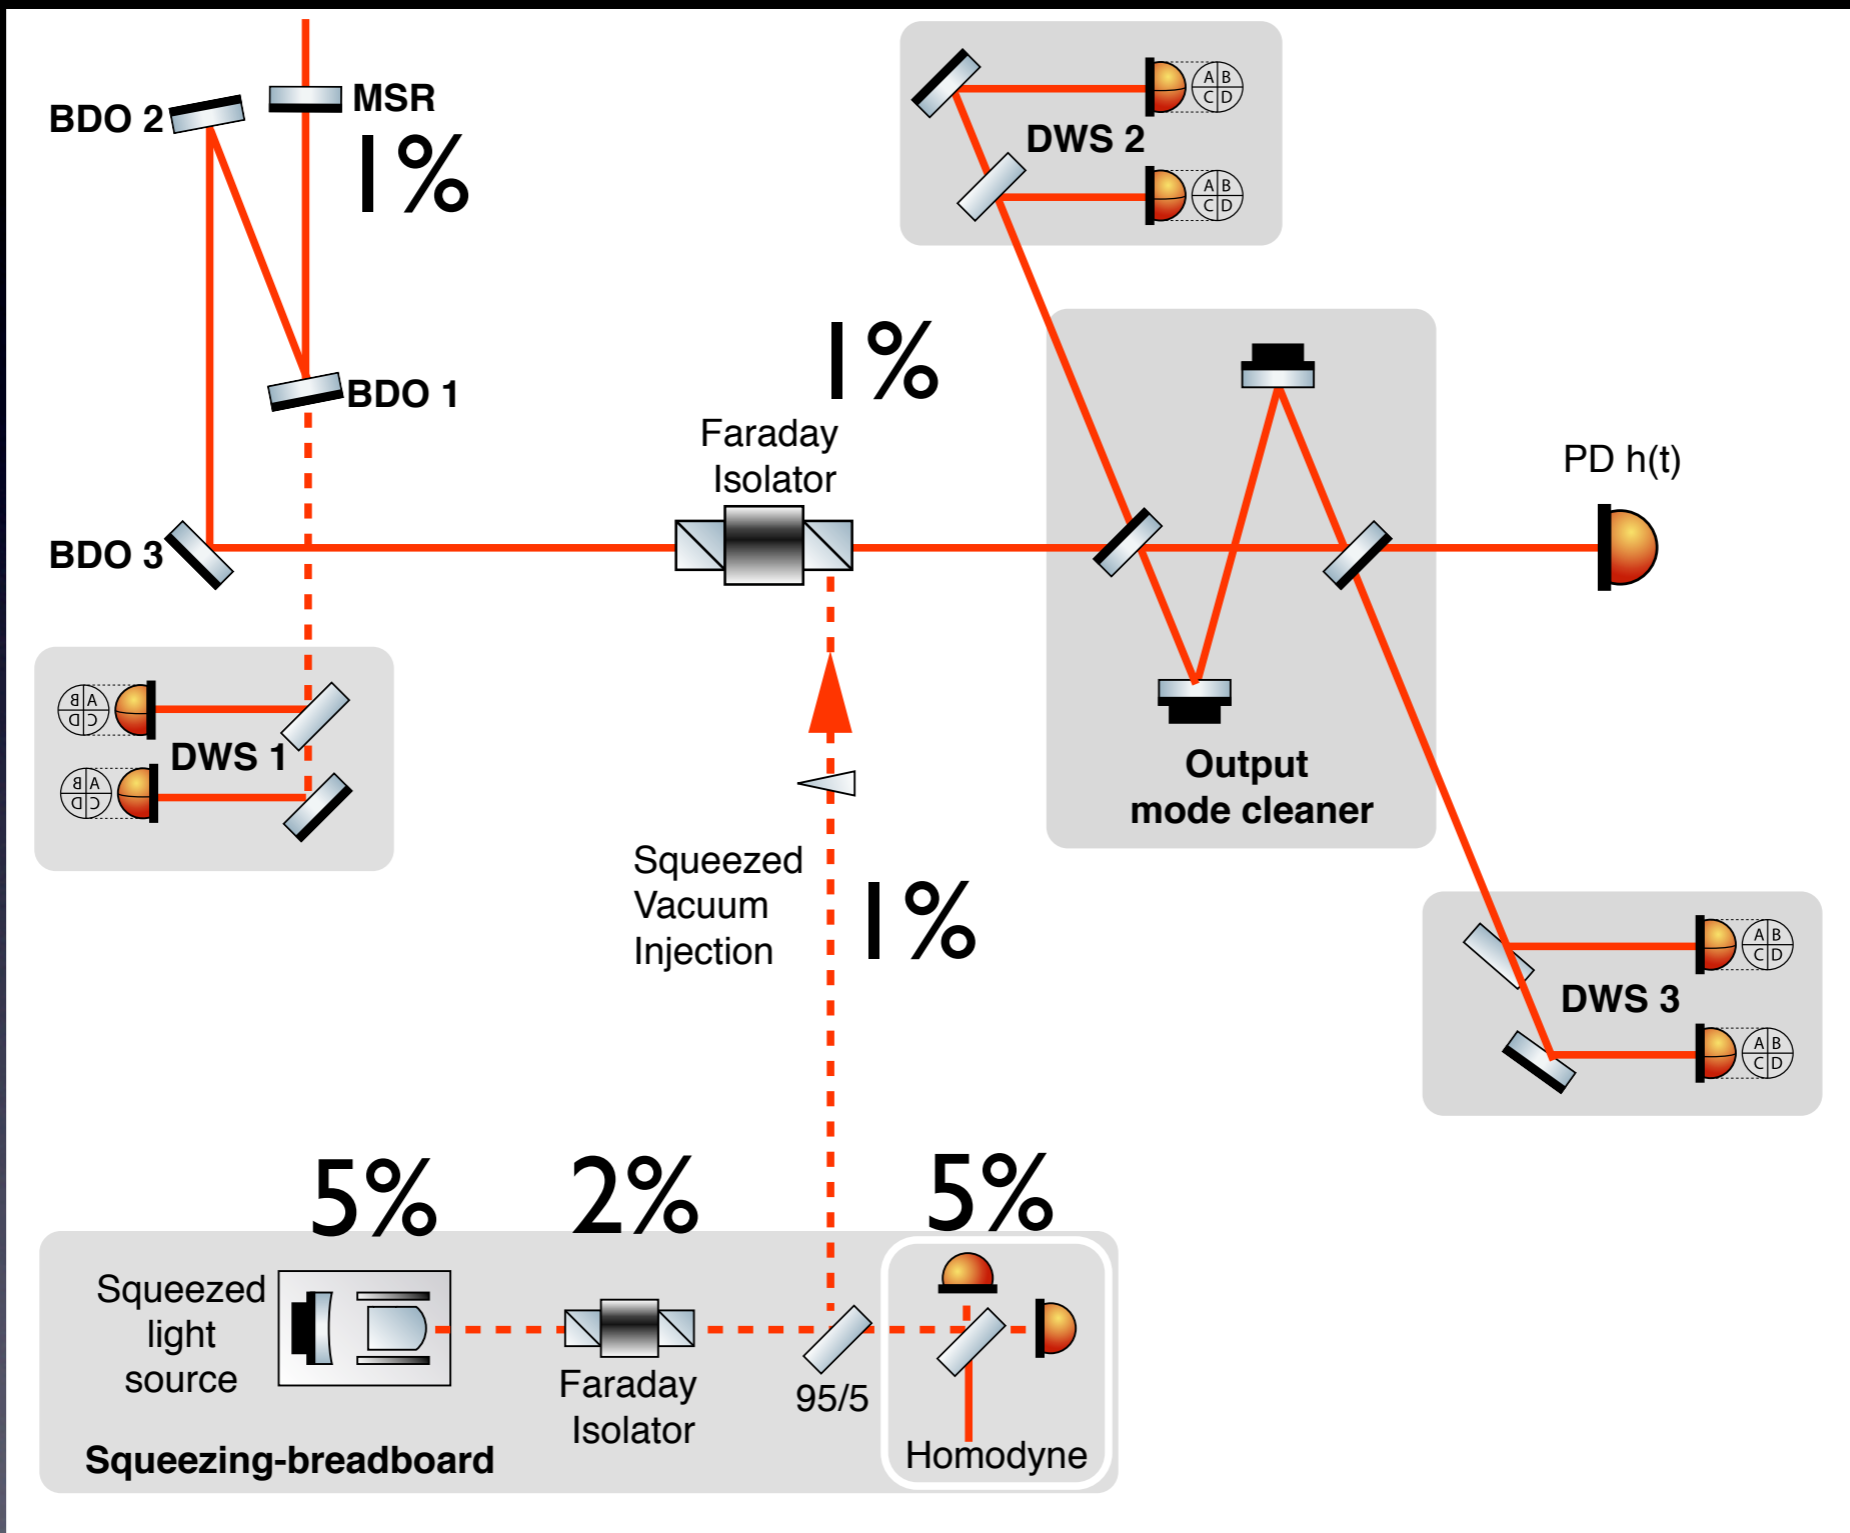 MSR
BDO 2
1%
DWS 2
A B
C D
A B
C D
1%
BDO 1
Faraday
Isolator
PD h(t)
BDO 3
A B
C D
DWS 1
A B
C D
Output
mode cleaner
Squeezed
Vacuum
Injection
1%
A B
C D
DWS 3
A B
C D
5%
2%
5%
Squeezed
light
source
Faraday
Isolator
95/5
Homodyne
Squeezing-breadboard